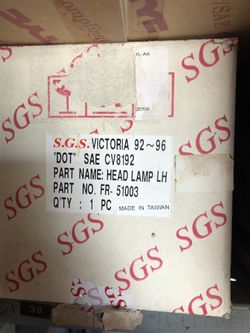 S.G.S. VICTORIA 92~96
"DOT" SAE CV8192
PART NAME: HEAD LAMP LH
PART NO. FR-51003
Q'TY : 1 PC MADE IN TAIWAN
SGS
SGS
SGS
SGS
SGS
SGS
SGS
39